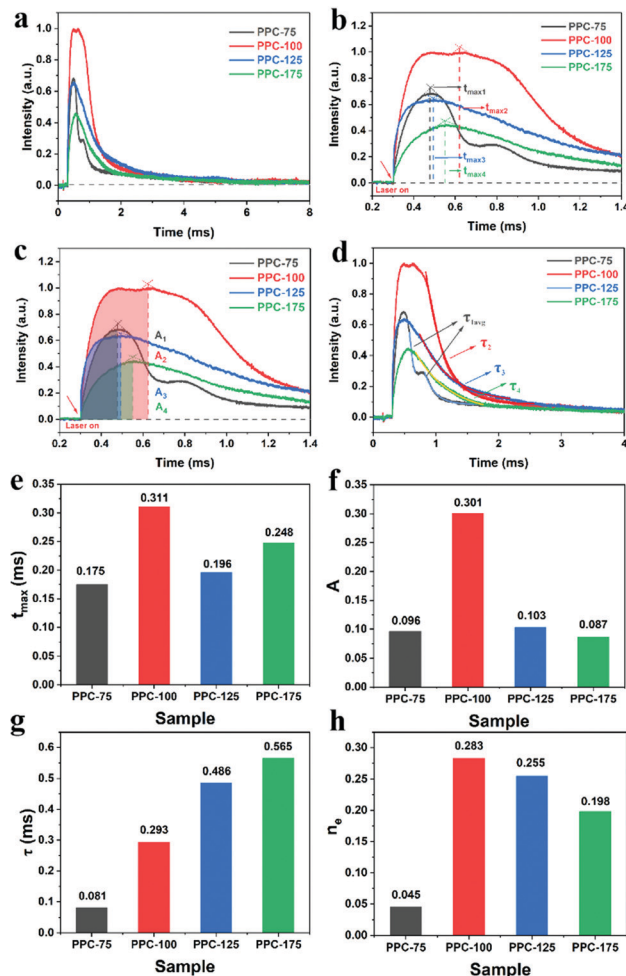 a
PPC-75
PPC-100
PPC-125
PPC-175
Intensity (a.u.)
1.0
0.8
0.6
0.4
0.2
0.0
0 2 4 6 8
Time (ms)
b
PPC-75
PPC-100
PPC-125
PPC-175
Intensity (a.u.)
1.2
1.0
0.8
0.6
0.4
0.2
0.0
tmax1
tmax2
tmax3
tmax4
Laser on
0.2 0.4 0.6 0.8 1.0 1.2 1.4
Time (ms)
c
PPC-75
PPC-100
PPC-125
PPC-175
Intensity (a.u.)
1.2
1.0
0.8
0.6
0.4
0.2
0.0
A1
A2
A3
A4
Laser on
0.2 0.4 0.6 0.8 1.0 1.2 1.4
Time (ms)
d
PPC-75
PPC-100
PPC-125
PPC-175
Intensity (a.u.)
1.2
1.0
0.8
0.6
0.4
0.2
0.0
τ1avg
τ2
τ3
τ4
0 1 2 3 4
Time (ms)
e
tmax (ms)
0.35
0.30
0.25
0.20
0.15
0.10
0.05
0.00
0.175
0.311
0.196
0.248
PPC-75 PPC-100 PPC-125 PPC-175
Sample
f
A
0.35
0.30
0.25
0.20
0.15
0.10
0.05
0.00
0.096
0.301
0.103
0.087
PPC-75 PPC-100 PPC-125 PPC-175
Sample
g
τ (ms)
0.6
0.5
0.4
0.3
0.2
0.1
0.0
0.081
0.293
0.486
0.565
PPC-75 PPC-100 PPC-125 PPC-175
Sample
h
ne
0.30
0.25
0.20
0.15
0.10
0.05
0.00
0.045
0.283
0.255
0.198
PPC-75 PPC-100 PPC-125 PPC-175
Sample